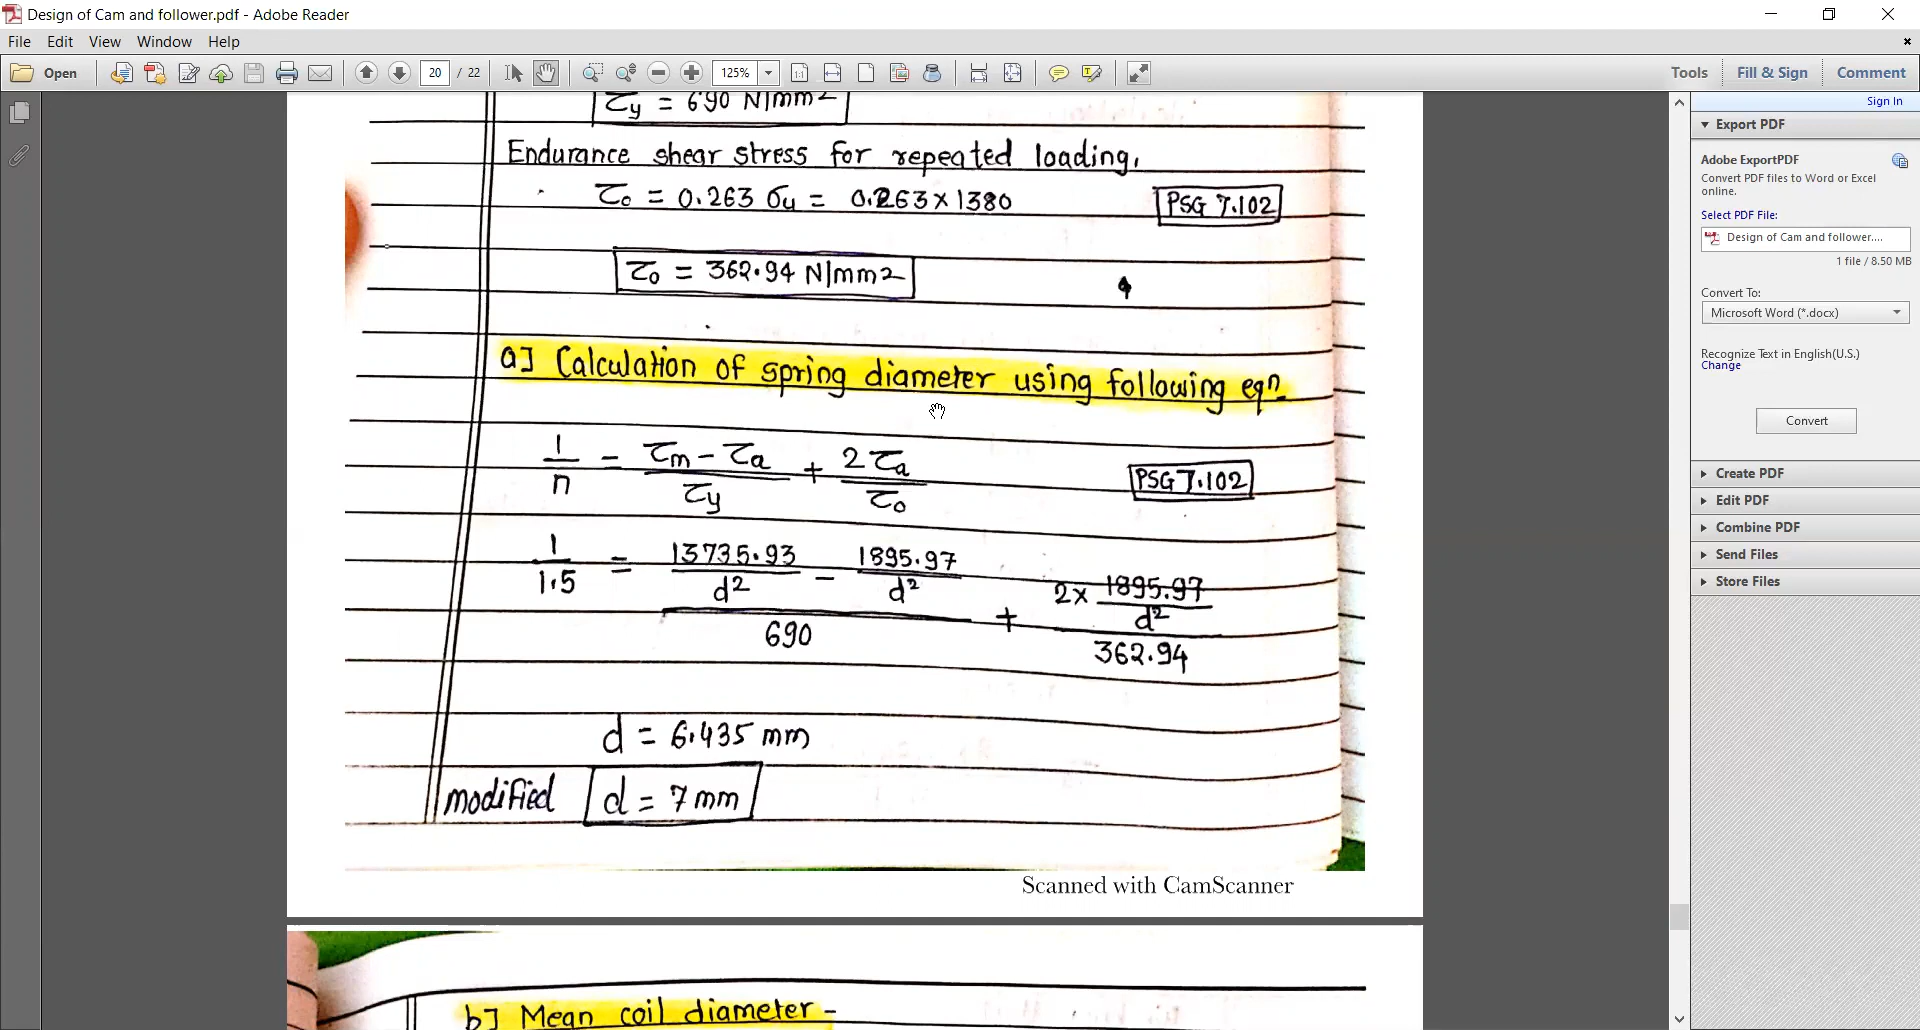 Design of Cam and follower.pdf - Adobe Reader
File Edit View Window Help
Open 20 / 22 125% Tools Fill & Sign Comment
Sign In
Export PDF
Adobe ExportPDF
Convert PDF files to Word or Excel
online.
Select PDF File:
Design of Cam and follower....
1 file / 8.50 MB
Convert To:
Microsoft Word (*.docx)
Recognize Text in English(U.S.)
Change
Convert
Create PDF
Edit PDF
Combine PDF
Send Files
Store Files
τy = 690 N/mm2
Endurance shear stress for repeated loading.
τo = 0.263 σu = 0.263 × 1380 PSG 7.102
τo = 362.94 N/mm2
a] Calculation of spring diameter using following eqn.
1/n = (τm - τa)/τy + 2τa/τo PSG 7.102
1/1.5 = (13735.93/d2 - 1895.97/d2)/690 + (2× 1895.97/d2)/362.94
d = 6.435 mm
modified d = 7 mm
Scanned with CamScanner
b] Mean coil diameter -